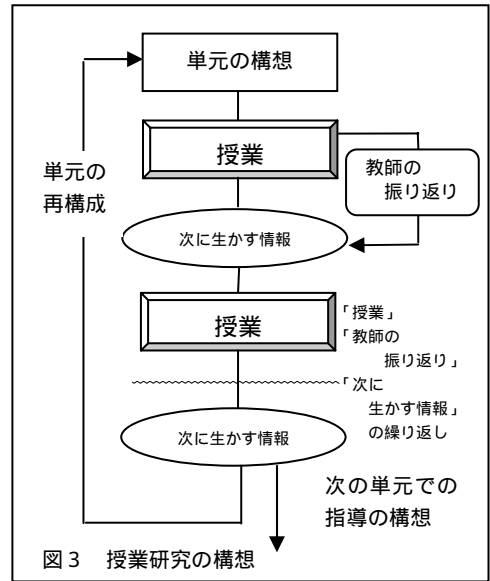 単元の構想
授業
教師の
振り返り
単元の
再構成
次に生かす情報
授業
「授業」
「教師の
振り返り」
「次に
生かす情報」
の繰り返し
次に生かす情報
次の単元での
指導の構想
図３　授業研究の構想